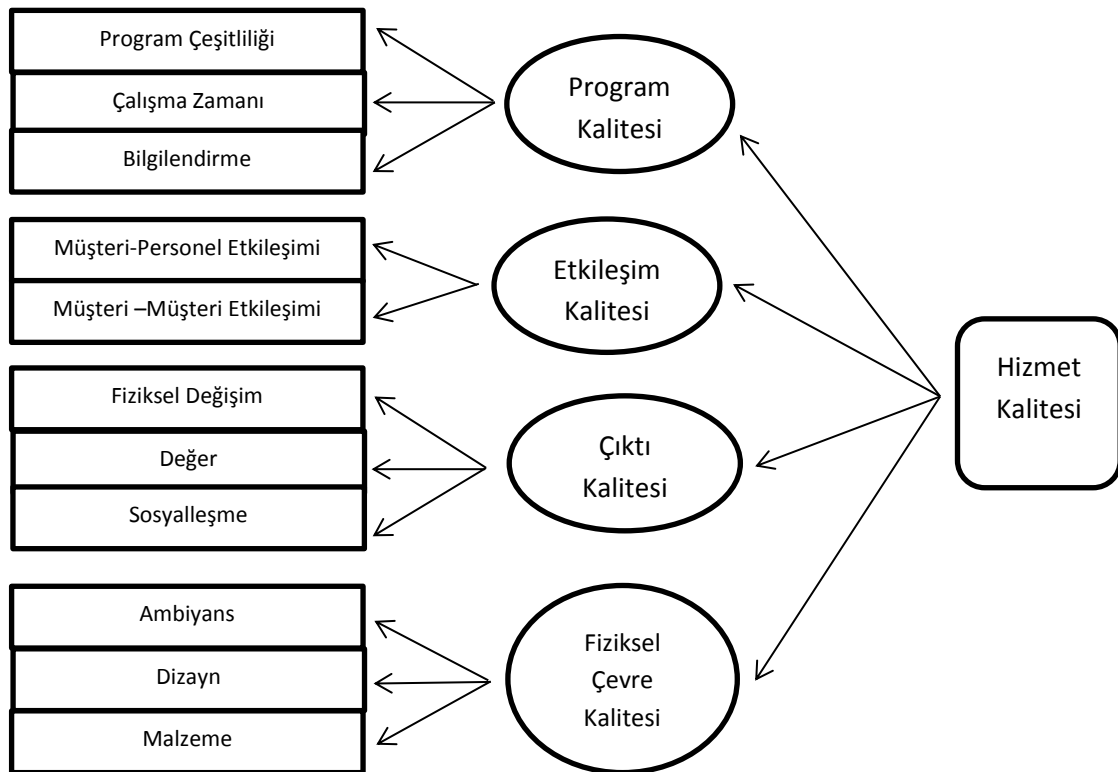 Program Çeşitliliği
Çalışma Zamanı
Bilgilendirme
Program
Kalitesi
Müşteri-Personel Etkileşimi
Müşteri –Müşteri Etkileşimi
Etkileşim
Kalitesi
Fiziksel Değişim
Değer
Sosyalleşme
Çıktı
Kalitesi
Ambiyans
Dizayn
Malzeme
Fiziksel
Çevre
Kalitesi
Hizmet
Kalitesi